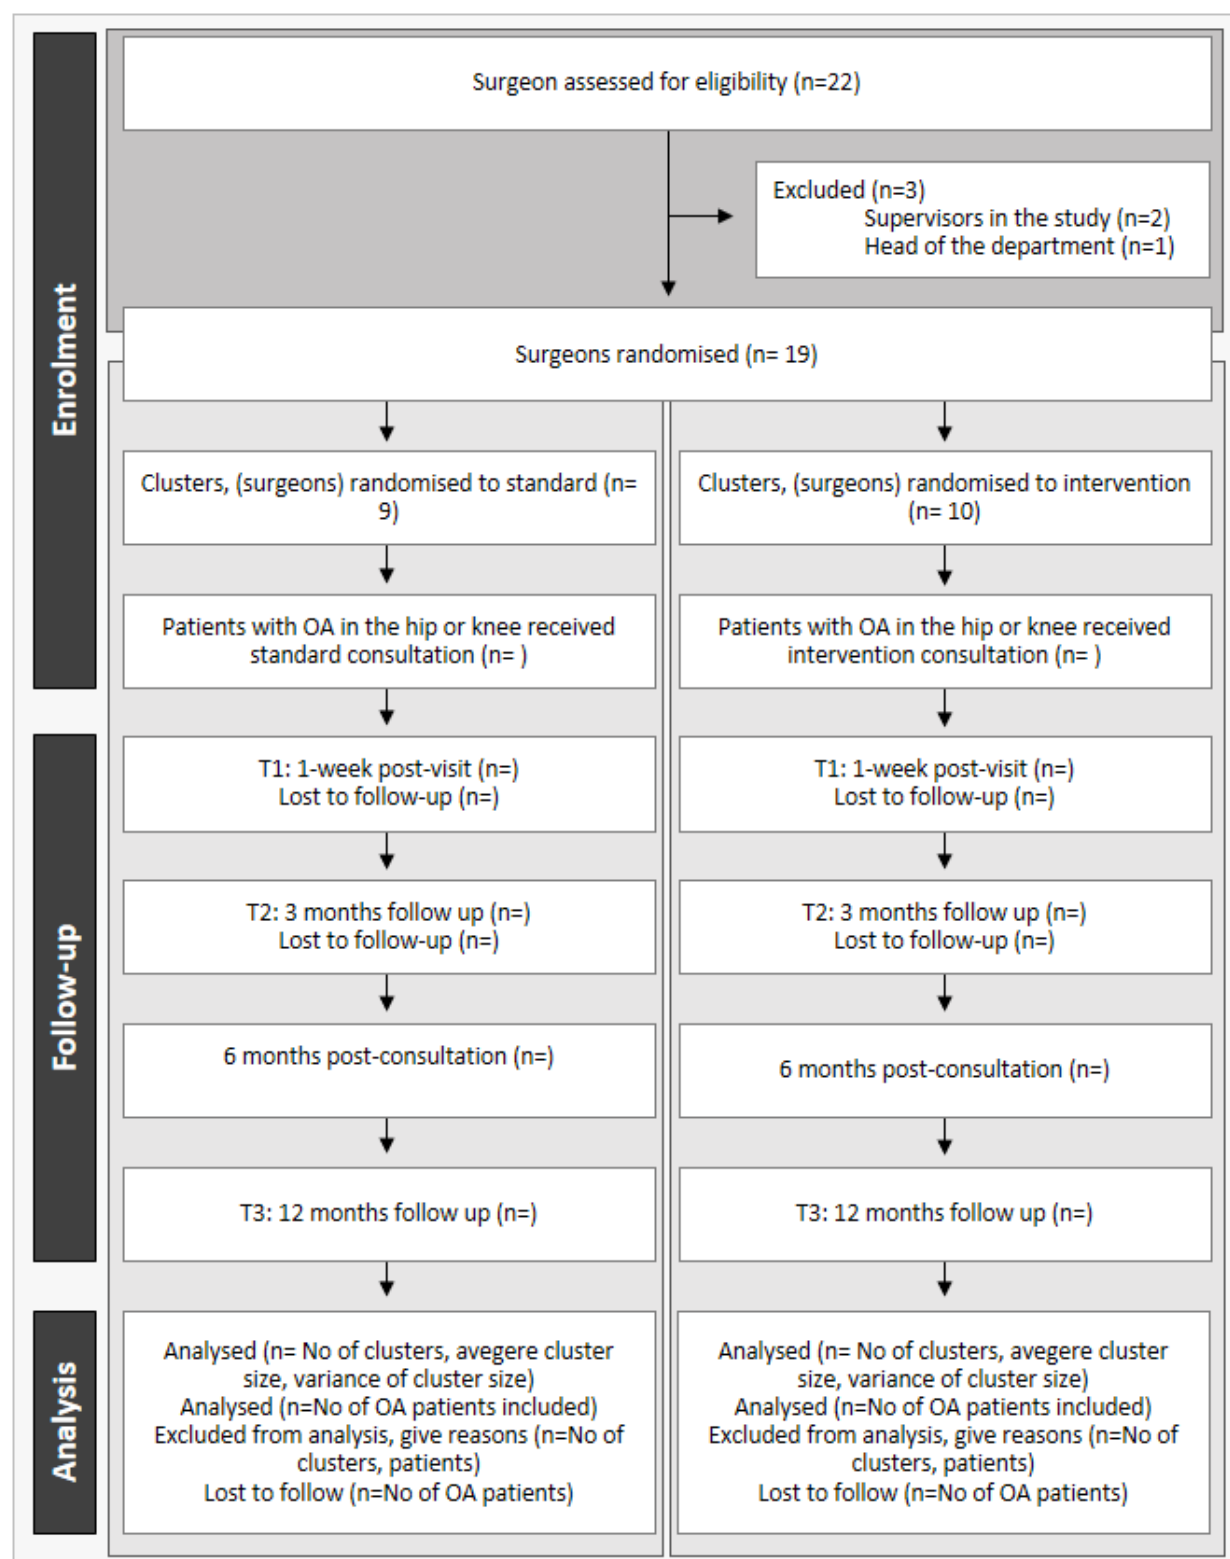 Enrolment
Surgeon assessed for eligibility (n=22)
Excluded (n=3)
Supervisors in the study (n=2)
Head of the department (n=1)
Surgeons randomised (n= 19)
Clusters, (surgeons) randomised to standard (n=
9)
Clusters, (surgeons) randomised to intervention
(n= 10)
Patients with OA in the hip or knee received
standard consultation (n= )
Patients with OA in the hip or knee received
intervention consultation (n= )
Follow-up
T1: 1-week post-visit (n=)
Lost to follow-up (n=)
T1: 1-week post-visit (n=)
Lost to follow-up (n=)
T2: 3 months follow up (n=)
Lost to follow-up (n=)
T2: 3 months follow up (n=)
Lost to follow-up (n=)
6 months post-consultation (n=)
6 months post-consultation (n=)
T3: 12 months follow up (n=)
T3: 12 months follow up (n=)
Analysis
Analysed (n= No of clusters, avegere cluster
size, variance of cluster size)
Analysed (n=No of OA patients included)
Excluded from analysis, give reasons (n=No of
clusters, patients)
Lost to follow (n=No of OA patients)
Analysed (n= No of clusters, avegere cluster
size, variance of cluster size)
Analysed (n=No of OA patients included)
Excluded from analysis, give reasons (n=No of
clusters, patients)
Lost to follow (n=No of OA patients)